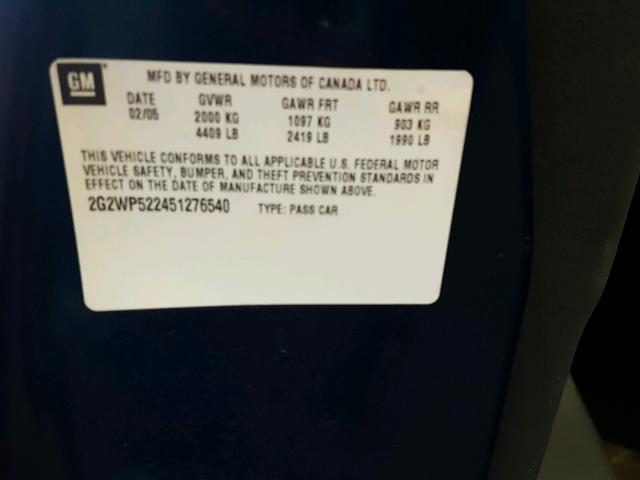 GM MFD BY GENERAL MOTORS OF CANADA LTD.
DATE GVWR GAWR FRT GAWR RR
02/05 2000 KG 1097 KG 903 KG
4409 LB 2419 LB 1990 LB
THIS VEHICLE CONFORMS TO ALL APPLICABLE U.S. FEDERAL MOTOR
VEHICLE SAFETY, BUMPER, AND THEFT PREVENTION STANDARDS IN
EFFECT ON THE DATE OF MANUFACTURE SHOWN ABOVE.
2G2WP522451276540 TYPE: PASS CAR